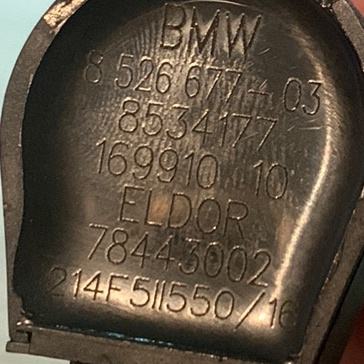 BMW
8 526 677 - 03
8534177
169910 10
ELDOR
78443002
214F511550/16